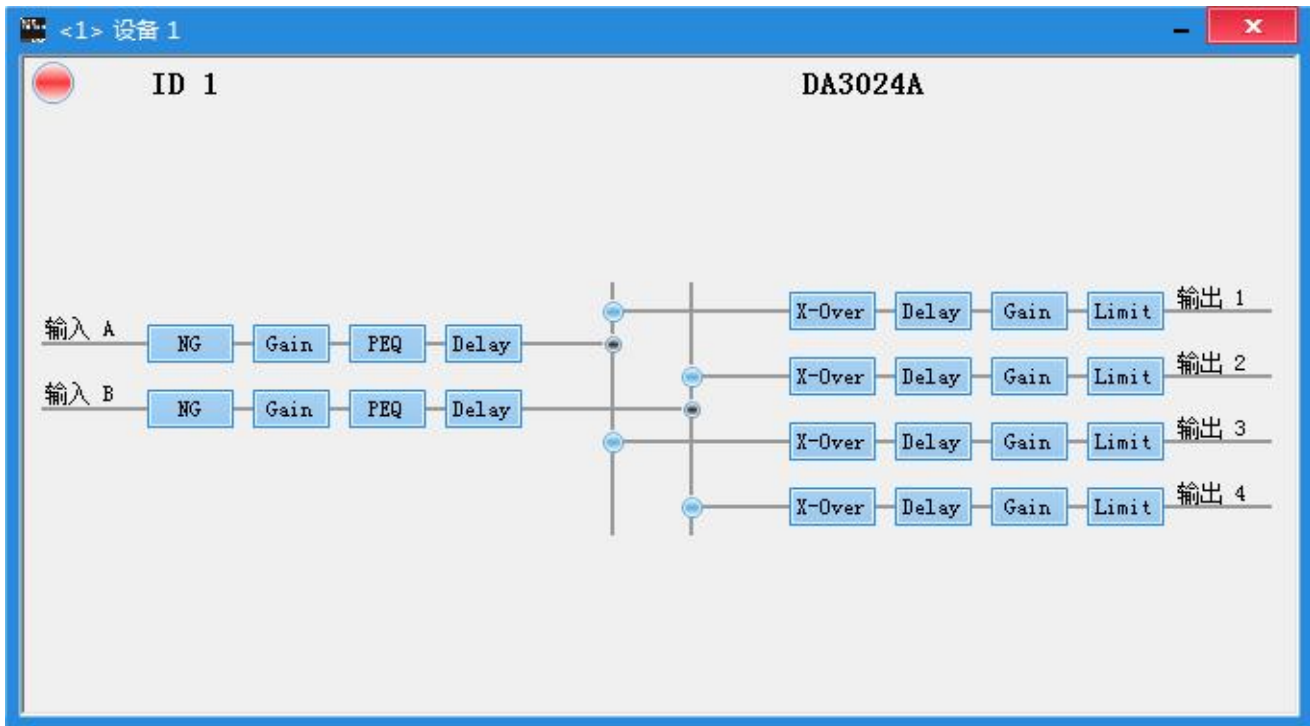 <1> 设备 1
ID 1 DA3024A
输出 1
X-Over Delay Gain Limit
输入 A
NG Gain PEQ Delay
输出 2
X-Over Delay Gain Limit
输入 B
NG Gain PEQ Delay
输出 3
X-Over Delay Gain Limit
输出 4
X-Over Delay Gain Limit